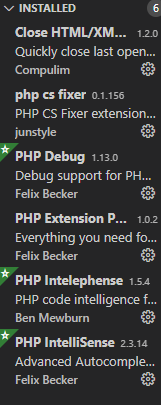 INSTALLED 6
Close HTML/XM... 1.2.0
Quickly close last open...
Compulim
php cs fixer 0.1.156
PHP CS Fixer extension...
junstyle
PHP Debug 1.13.0
Debug support for PH...
Felix Becker
PHP Extension P... 1.0.2
Everything you need fo...
Felix Becker
PHP Intelephense 1.5.4
PHP code intelligence f...
Ben Mewburn
PHP IntelliSense 2.3.14
Advanced Autocomple...
Felix Becker